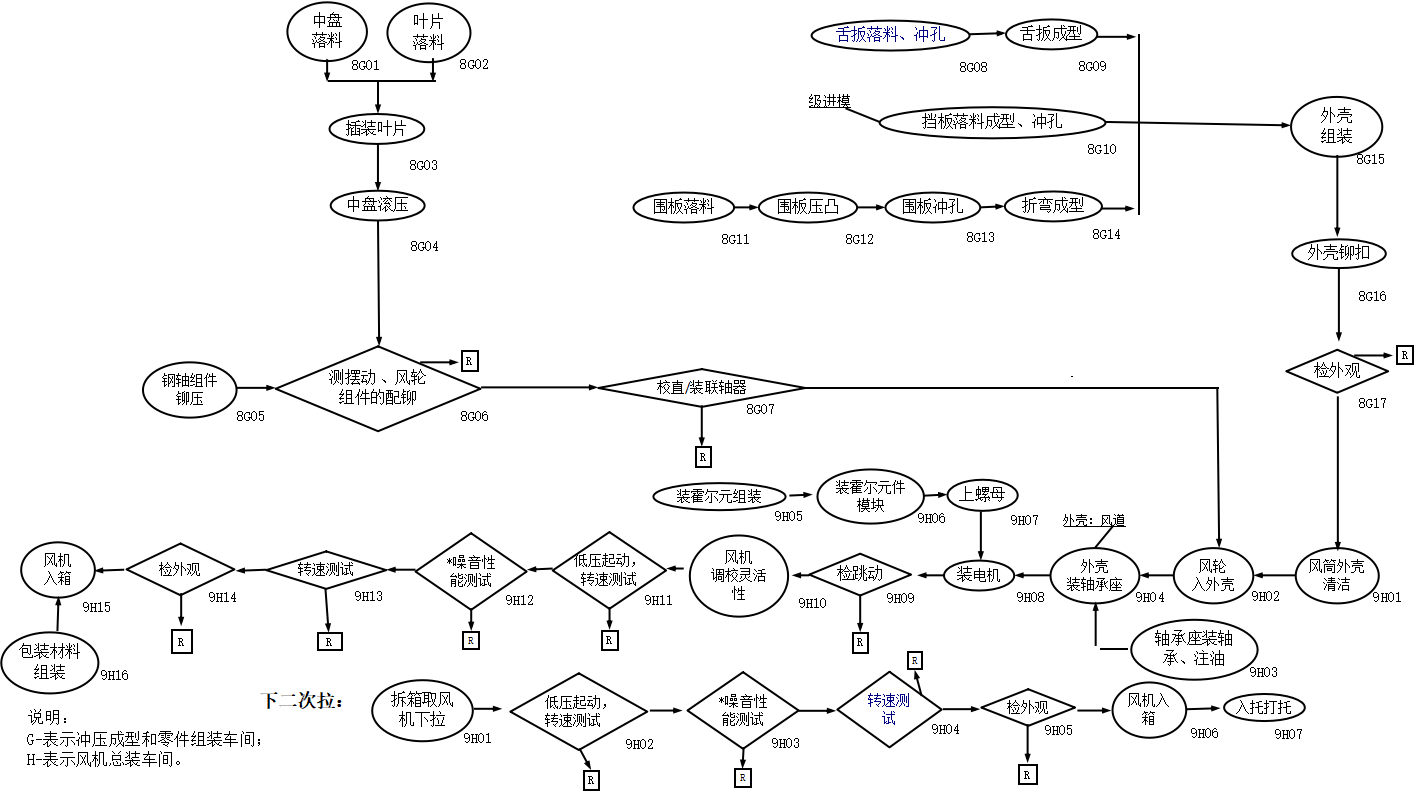 中盘
落料
8G01
叶片
落料
8G02
插装叶片
8G03
中盘滚压
8G04
舌扳落料、冲孔
8G08
舌扳成型
8G09
级进模
挡板落料成型、冲孔
8G10
围板落料
8G11
围板压凸
8G12
围板冲孔
8G13
折弯成型
8G14
外壳
组装
8G15
外壳铆扣
8G16
检外观
R
8G17
钢轴组件
铆压
8G05
测摆动、风轮
组件的配铆
R
8G06
校直/装联轴器
8G07
R
装霍尔元组装
9H05
装霍尔元件
模块
9H06
上螺母
9H07
外壳：风道
风筒外壳
清洁
9H01
风轮
入外壳
9H02
外壳
装轴承座
9H04
轴承座装轴
承、注油
9H03
装电机
9H08
检跳动
9H09
R
风机
调校灵活
性
9H10
低压起动，
转速测试
9H11
R
*噪音性
能测试
9H12
R
转速测试
9H13
R
检外观
9H14
R
风机
入箱
9H15
包装材料
组装
9H16
下二次拉：
拆箱取风
机下拉
9H01
低压起动，
转速测试
9H02
R
*噪音性
能测试
9H03
R
转速测
试
9H04
R
检外观
9H05
R
风机入
箱
9H06
入托打托
9H07
说明：
G-表示冲压成型和零件组装车间；
H-表示风机总装车间。